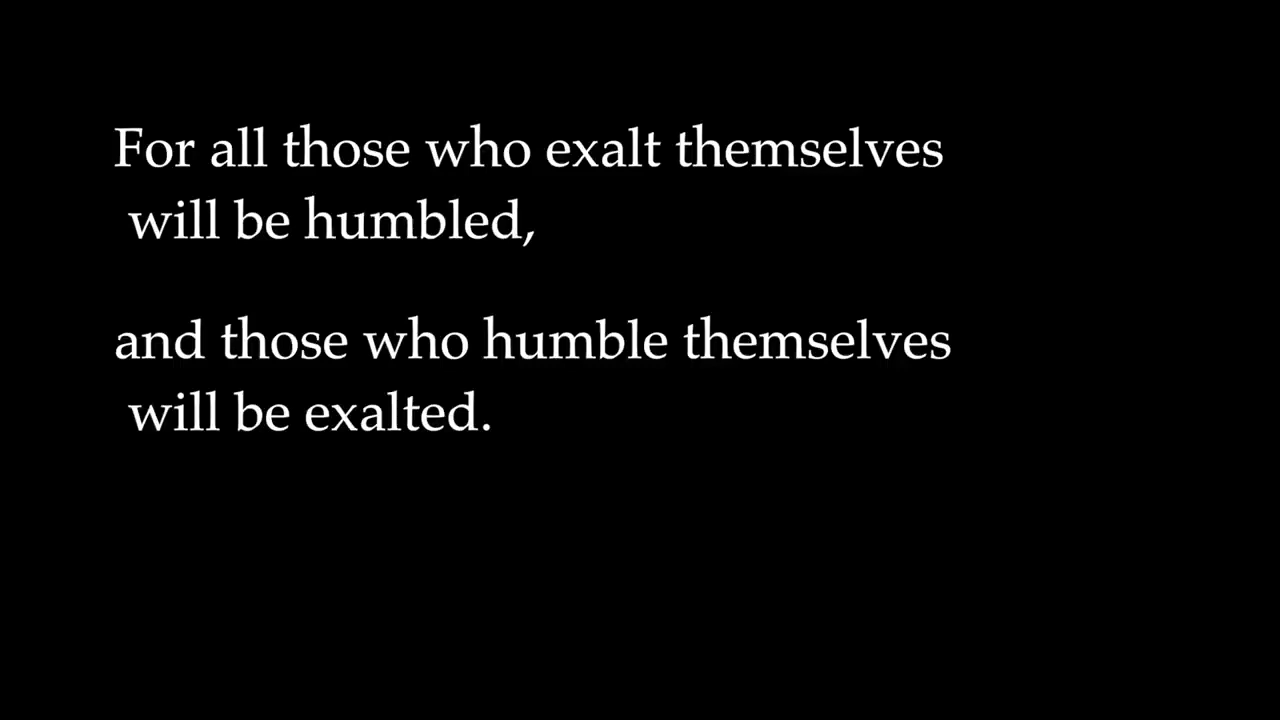 For all those who exalt themselves
will be humbled,
and those who humble themselves
will be exalted.